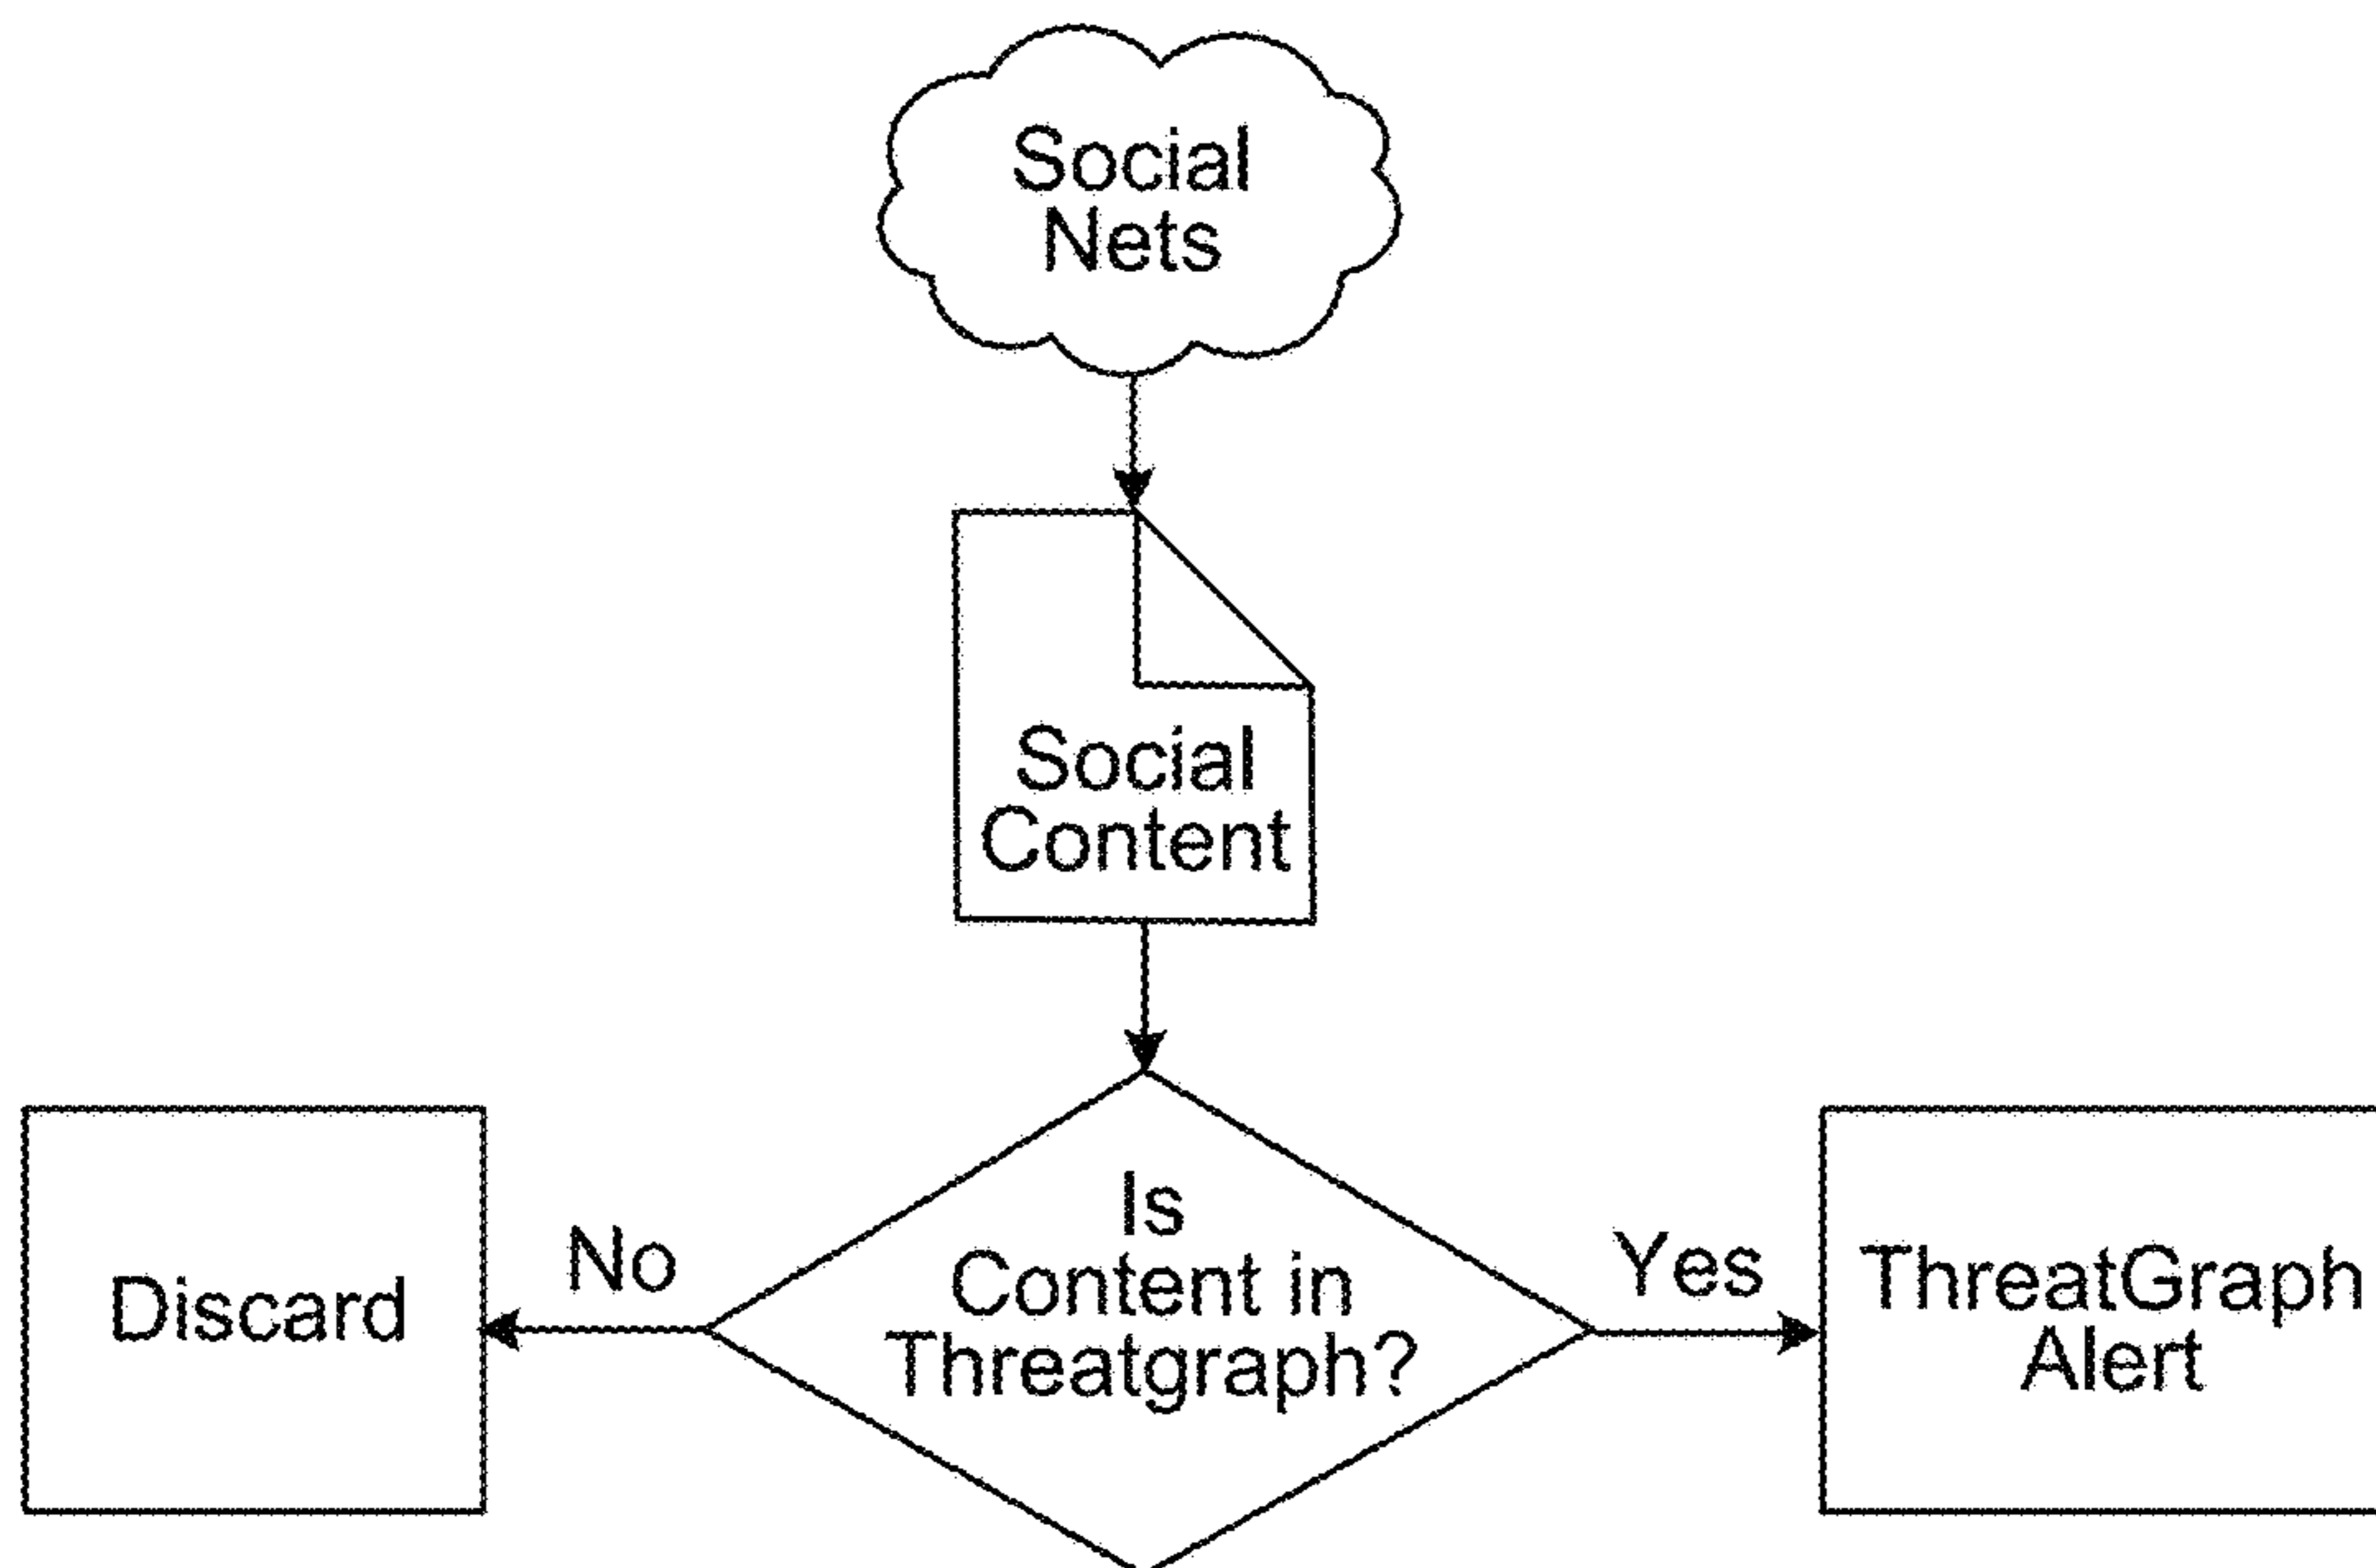 Social
Nets
Social
Content
Is
Content in
Threatgraph?
No
Discard
Yes
ThreatGraph
Alert